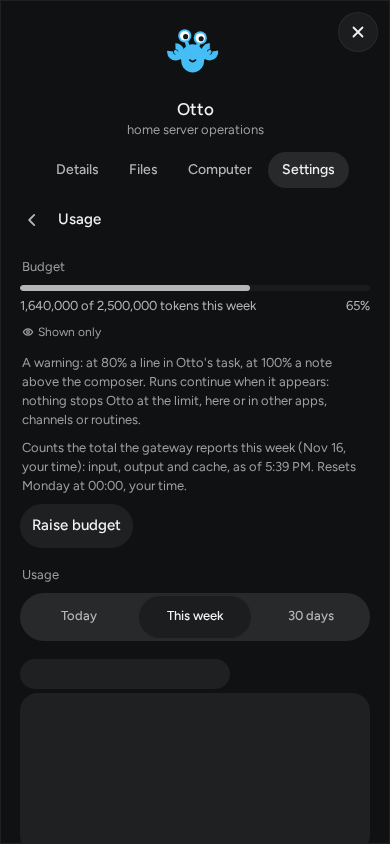 Otto
home server operations
Details
Files
Computer
Settings
Usage
Budget
1,640,000 of 2,500,000 tokens this week
65%
Shown only
A warning: at 80% a line in Otto's task, at 100% a note
above the composer. Runs continue when it appears:
nothing stops Otto at the limit, here or in other apps,
channels or routines.
Counts the total the gateway reports this week (Nov 16,
your time): input, output and cache, as of 5:39 PM. Resets
Monday at 00:00, your time.
Raise budget
Usage
Today
This week
30 days